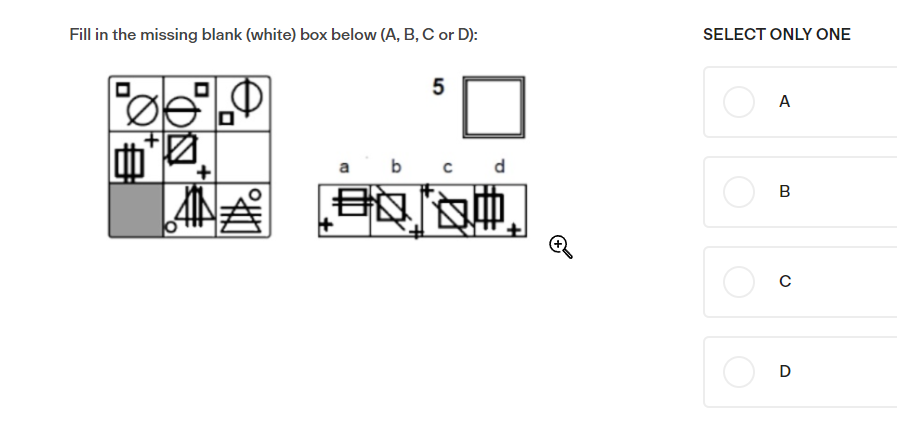 Fill in the missing blank (white) box below (A, B, C or D):
SELECT ONLY ONE
5
a b c d
A
B
C
D